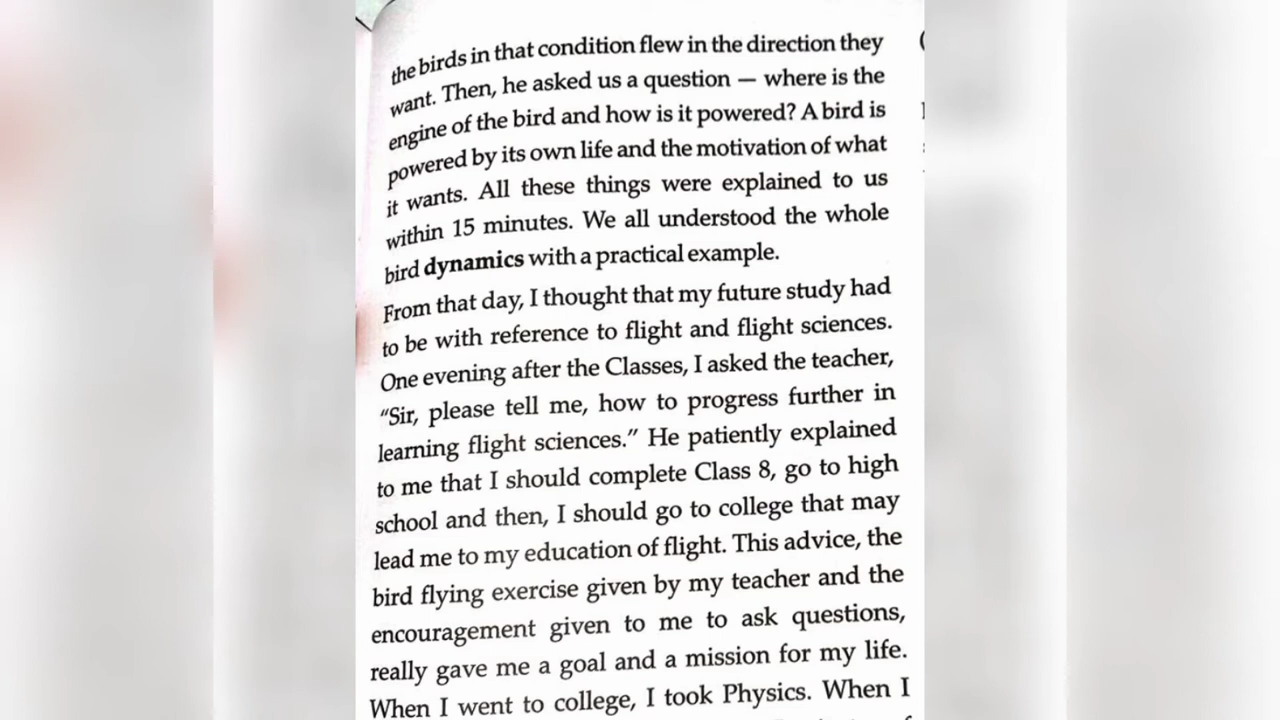 the birds in that condition flew in the direction they
want. Then, he asked us a question — where is the
engine of the bird and how is it powered? A bird is
powered by its own life and the motivation of what
it wants. All these things were explained to us
within 15 minutes. We all understood the whole
bird dynamics with a practical example.
From that day, I thought that my future study had
to be with reference to flight and flight sciences.
One evening after the Classes, I asked the teacher,
“Sir, please tell me, how to progress further in
learning flight sciences.” He patiently explained
to me that I should complete Class 8, go to high
school and then, I should go to college that may
lead me to my education of flight. This advice, the
bird flying exercise given by my teacher and the
encouragement given to me to ask questions,
really gave me a goal and a mission for my life.
When I went to college, I took Physics. When I